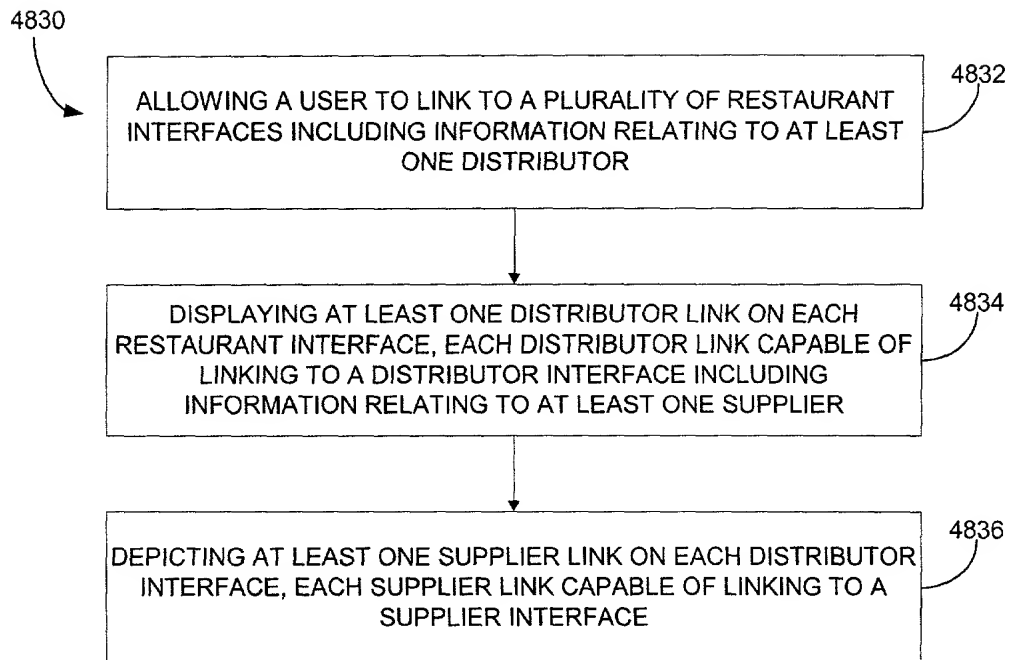 4830
4832
ALLOWING A USER TO LINK TO A PLURALITY OF RESTAURANT
INTERFACES INCLUDING INFORMATION RELATING TO AT LEAST
ONE DISTRIBUTOR
4834
DISPLAYING AT LEAST ONE DISTRIBUTOR LINK ON EACH
RESTAURANT INTERFACE, EACH DISTRIBUTOR LINK CAPABLE OF
LINKING TO A DISTRIBUTOR INTERFACE INCLUDING
INFORMATION RELATING TO AT LEAST ONE SUPPLIER
4836
DEPICTING AT LEAST ONE SUPPLIER LINK ON EACH DISTRIBUTOR
INTERFACE, EACH SUPPLIER LINK CAPABLE OF LINKING TO A
SUPPLIER INTERFACE